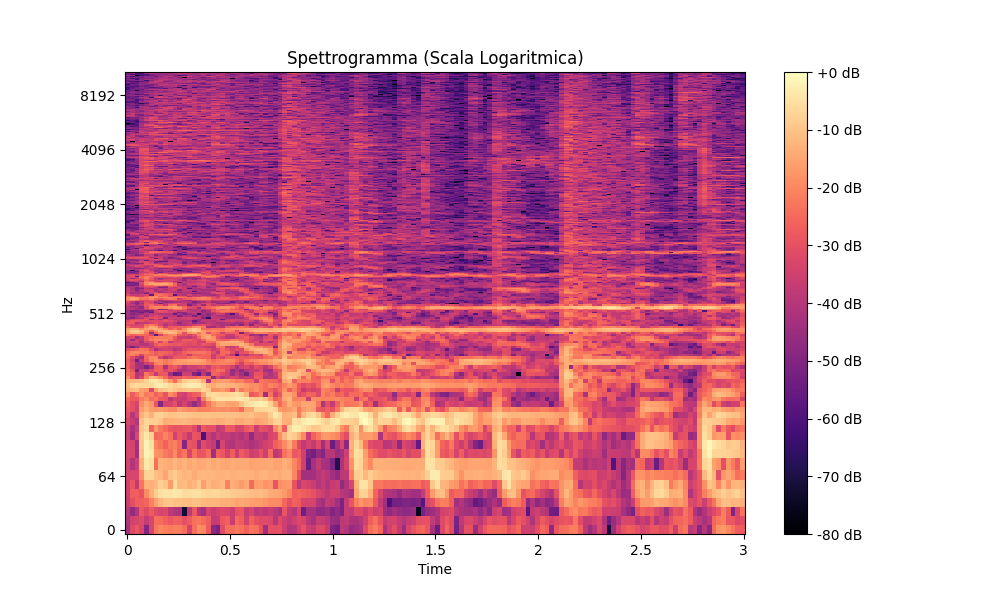 Spettrogramma (Scala Logaritmica)
Hz
8192
4096
2048
1024
512
256
128
64
0
0
0.5
1
1.5
2
2.5
3
Time
+0 dB
-10 dB
-20 dB
-30 dB
-40 dB
-50 dB
-60 dB
-70 dB
-80 dB